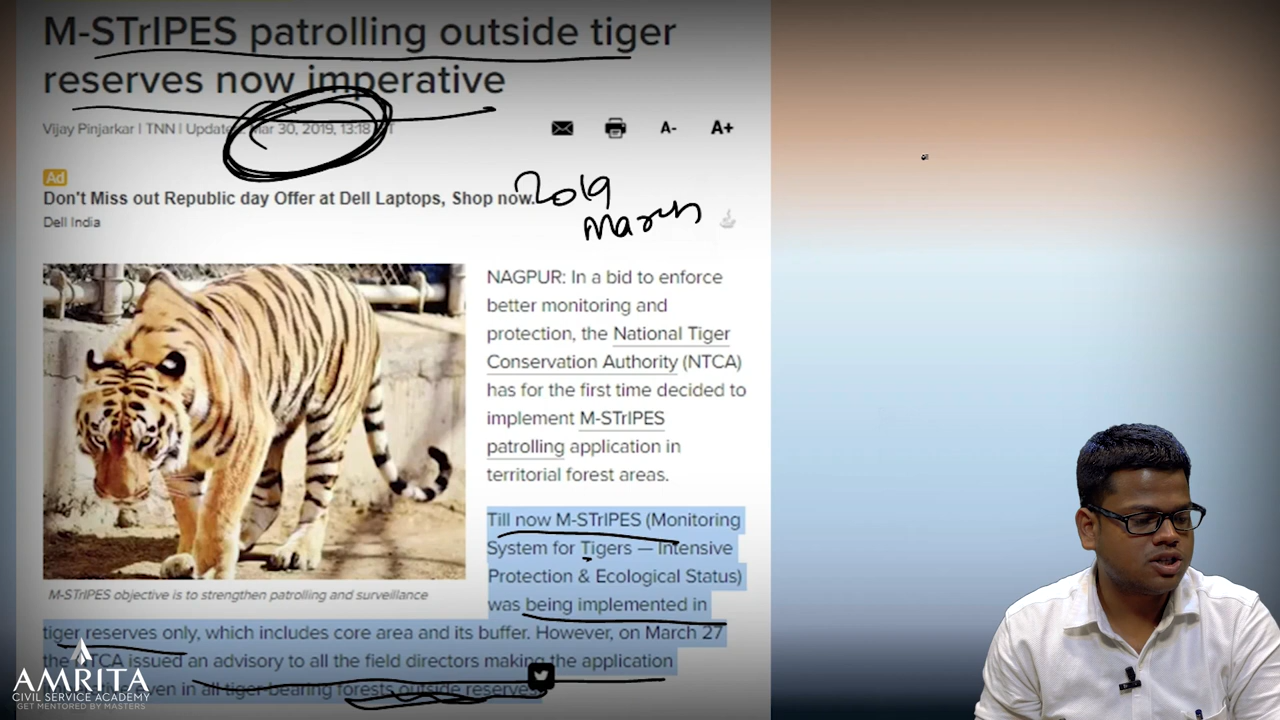 M-STrIPES patrolling outside tiger
reserves now imperative
Vijay Pinjarkar | TNN | Update Mar 30, 2019, 13:18
A- A+
Ad
Don't Miss out Republic day Offer at Dell Laptops, Shop now.
Dell India
2019
March
NAGPUR: In a bid to enforce
better monitoring and
protection, the National Tiger
Conservation Authority (NTCA)
has for the first time decided to
implement M-STrIPES
patrolling application in
territorial forest areas.
Till now M-STrIPES (Monitoring
System for Tigers — Intensive
Protection & Ecological Status)
was being implemented in
tiger reserves only, which includes core area and its buffer. However, on March 27
the NTCA issued an advisory to all the field directors making the application
even in all tiger bearing forests outside reserves
M-STrIPES objective is to strengthen patrolling and surveillance
AMRITA
CIVIL SERVICE ACADEMY
GET MENTORED BY MASTERS